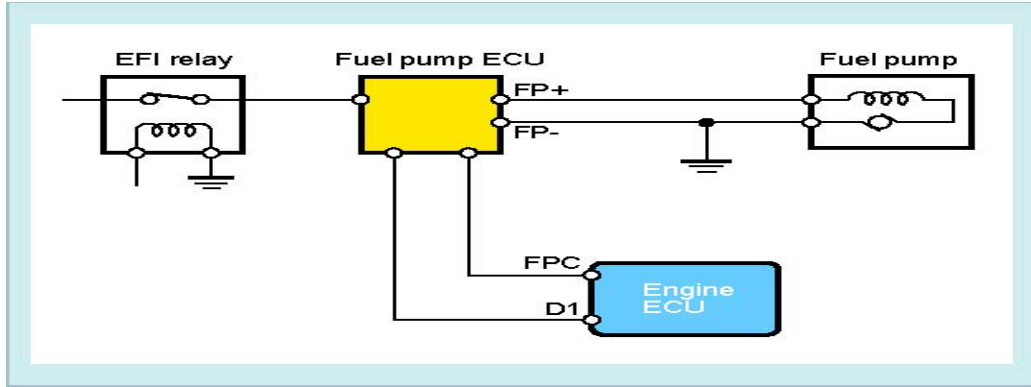 EFI relay
Fuel pump ECU
Fuel pump
FP+
FP-
FPC
D1
Engine
ECU